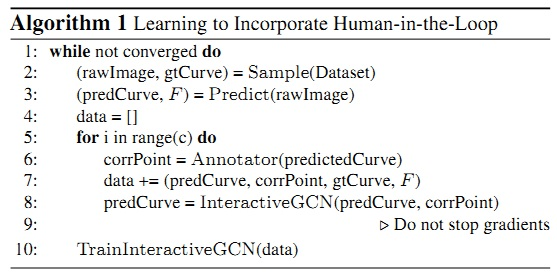 Algorithm 1 Learning to Incorporate Human-in-the-Loop
1: while not converged do
2: (rawImage, gtCurve) = Sample(Dataset)
3: (predCurve, F) = Predict(rawImage)
4: data = []
5: for i in range(c) do
6: corrPoint = Annotator(predictedCurve)
7: data += (predCurve, corrPoint, gtCurve, F)
8: predCurve = InteractiveGCN(predCurve, corrPoint)
9: ▷ Do not stop gradients
10: TrainInteractiveGCN(data)